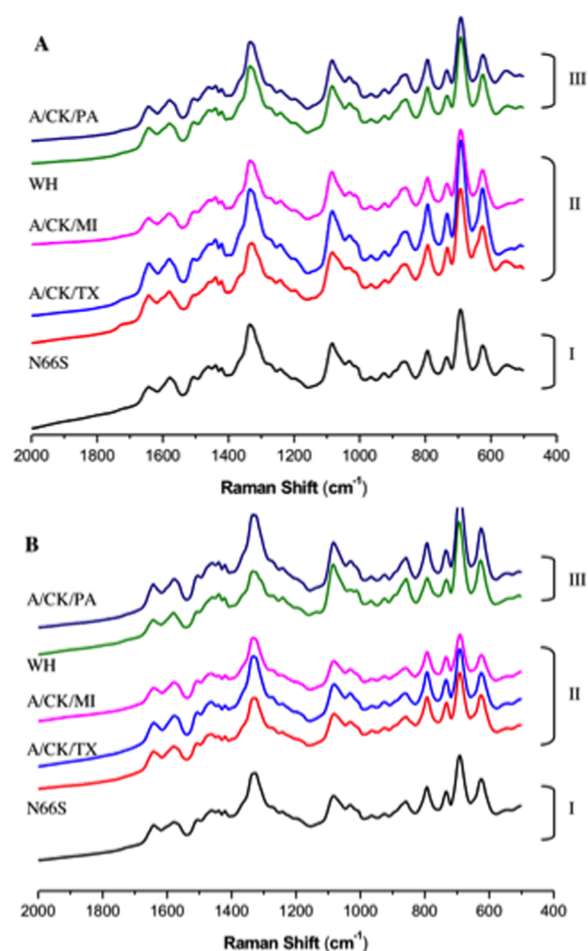 A
III
A/CK/PA
WH
II
A/CK/MI
A/CK/TX
I
N66S
2000 1800 1600 1400 1200 1000 800 600 400
Raman Shift (cm⁻¹)
B
III
A/CK/PA
WH
A/CK/MI
II
A/CK/TX
N66S
I
2000 1800 1600 1400 1200 1000 800 600 400
Raman Shift (cm⁻¹)